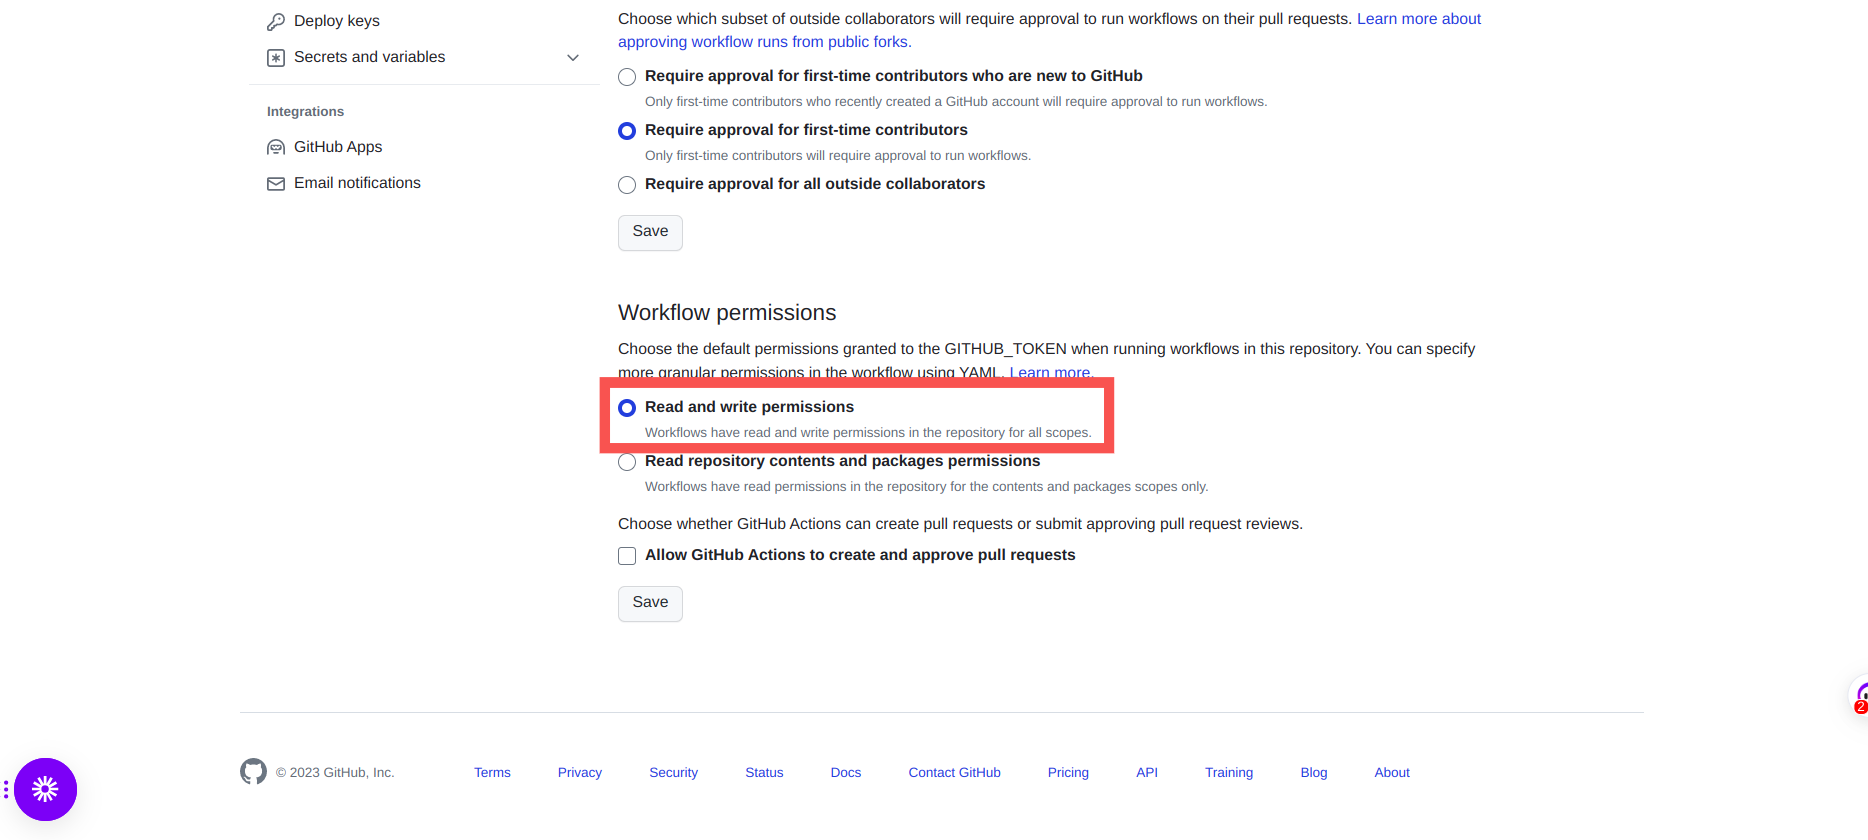 Deploy keys
Secrets and variables
Integrations
GitHub Apps
Email notifications
Choose which subset of outside collaborators will require approval to run workflows on their pull requests. Learn more about
approving workflow runs from public forks.
Require approval for first-time contributors who are new to GitHub
Only first-time contributors who recently created a GitHub account will require approval to run workflows.
Require approval for first-time contributors
Only first-time contributors will require approval to run workflows.
Require approval for all outside collaborators
Save
Workflow permissions
Choose the default permissions granted to the GITHUB_TOKEN when running workflows in this repository. You can specify
more granular permissions in the workflow using YAML. Learn more.
Read and write permissions
Workflows have read and write permissions in the repository for all scopes.
Read repository contents and packages permissions
Workflows have read permissions in the repository for the contents and packages scopes only.
Choose whether GitHub Actions can create pull requests or submit approving pull request reviews.
Allow GitHub Actions to create and approve pull requests
Save
2
© 2023 GitHub, Inc. Terms Privacy Security Status Docs Contact GitHub Pricing API Training Blog About